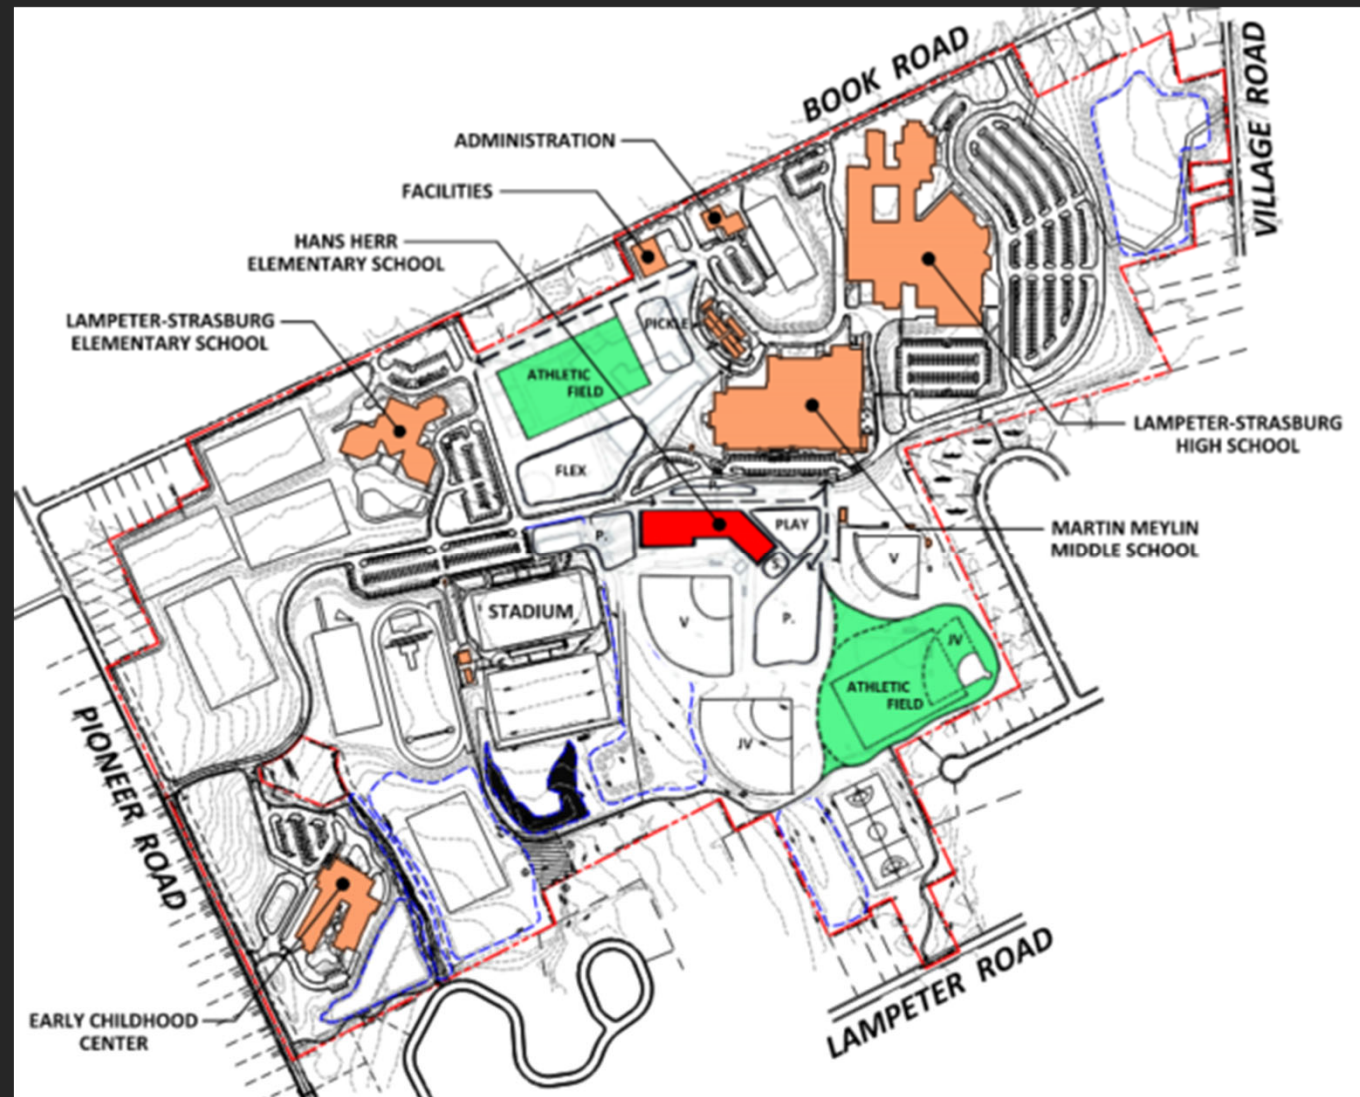 BOOK ROAD
VILLAGE ROAD
ADMINISTRATION
FACILITIES
HANS HERR
ELEMENTARY SCHOOL
LAMPETER-STRASBURG
ELEMENTARY SCHOOL
PICKLE
ATHLETIC
FIELD
FLEX
LAMPETER-STRASBURG
HIGH SCHOOL
P.
PLAY
MARTIN MEYLIN
MIDDLE SCHOOL
V
STADIUM
V
P.
JV
ATHLETIC
FIELD
JV
PIONEER ROAD
EARLY CHILDHOOD
CENTER
LAMPETER ROAD